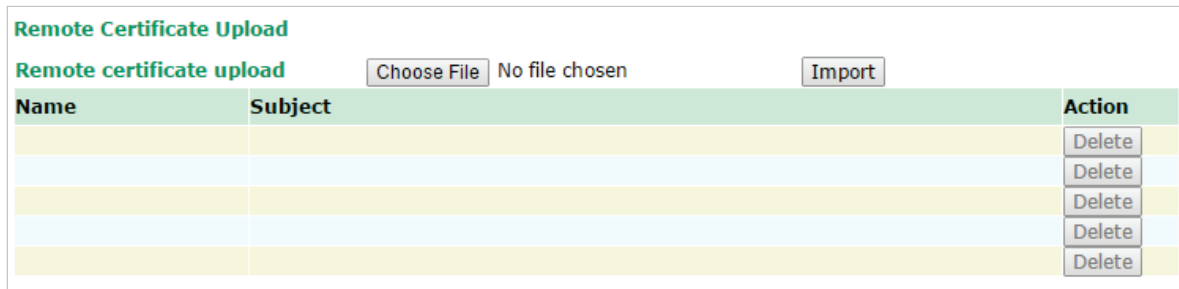 Remote Certificate Upload
Remote certificate upload Choose File No file chosen Import
Name Subject Action
Delete
Delete
Delete
Delete
Delete